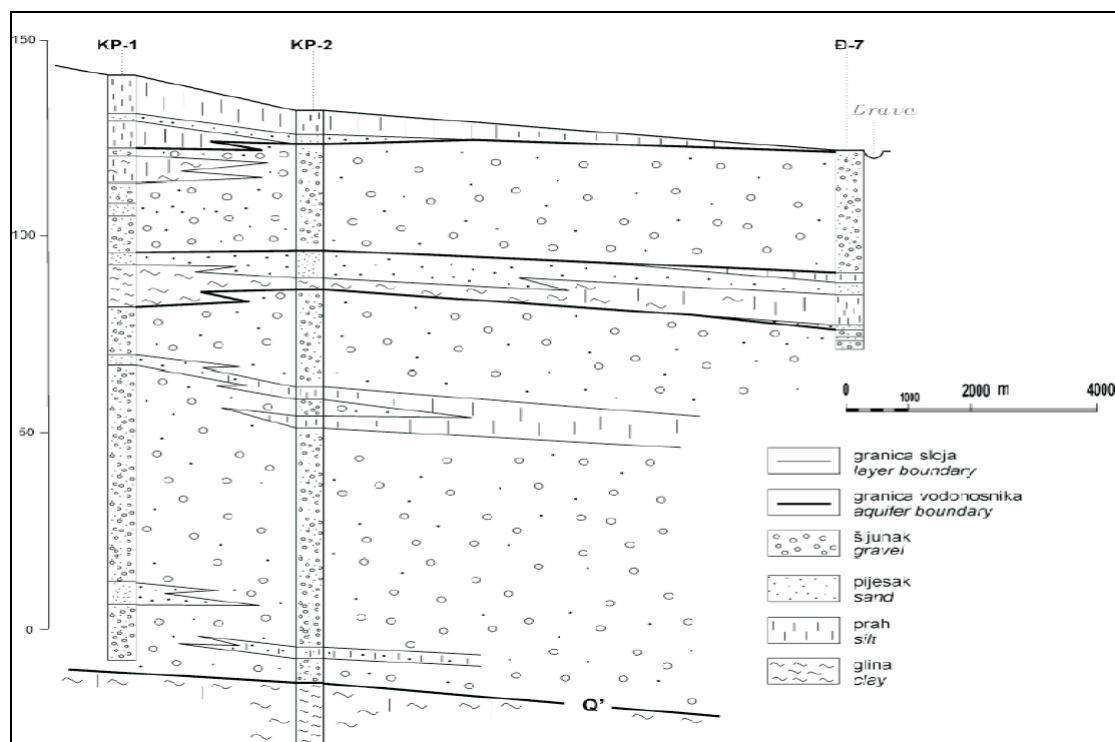 150
KP-1
KP-2
Đ-7
Drava
100
50
0
0
1000
2000 m
4000
granica sloja
layer boundary
granica vodonosnika
aquifer boundary
šljunak
gravel
pijesak
sand
prah
silt
glina
clay
Q'